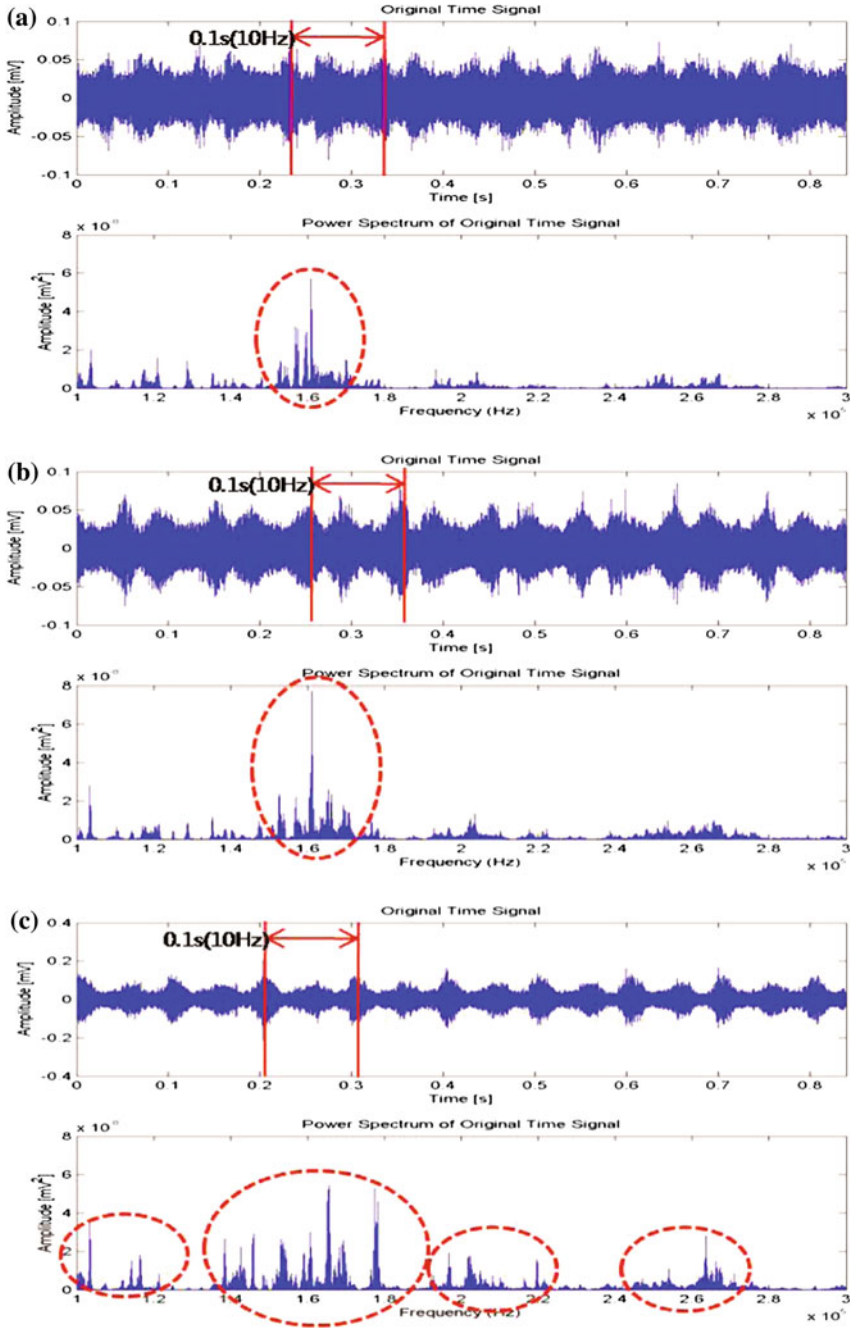 (a)
Original Time Signal
0.1s(10Hz)
Amplitude [mV]
0.1
0.05
0
-0.05
-0.1
0 0.1 0.2 0.3 0.4 0.5 0.6 0.7 0.8
Time [s]
Power Spectrum of Original Time Signal
Amplitude [mV²]
8
6
4
2
0
1 1.2 1.4 1.6 1.8 2 2.2 2.4 2.6 2.8 3
Frequency (Hz)
(b)
Original Time Signal
0.1s(10Hz)
Amplitude [mV]
0.1
0.05
0
-0.05
-0.1
0 0.1 0.2 0.3 0.4 0.5 0.6 0.7 0.8
Time [s]
Power Spectrum of Original Time Signal
Amplitude [mV²]
8
6
4
2
0
1 1.2 1.4 1.6 1.8 2 2.2 2.4 2.6 2.8 3
Frequency (Hz)
(c)
Original Time Signal
0.1s(10Hz)
Amplitude [mV]
0.4
0.2
0
-0.2
-0.4
0 0.1 0.2 0.3 0.4 0.5 0.6 0.7 0.8
Time [s]
Power Spectrum of Original Time Signal
Amplitude [mV²]
8
6
4
2
0
1 1.2 1.4 1.6 1.8 2 2.2 2.4 2.6 2.8 3
Frequency (Hz)